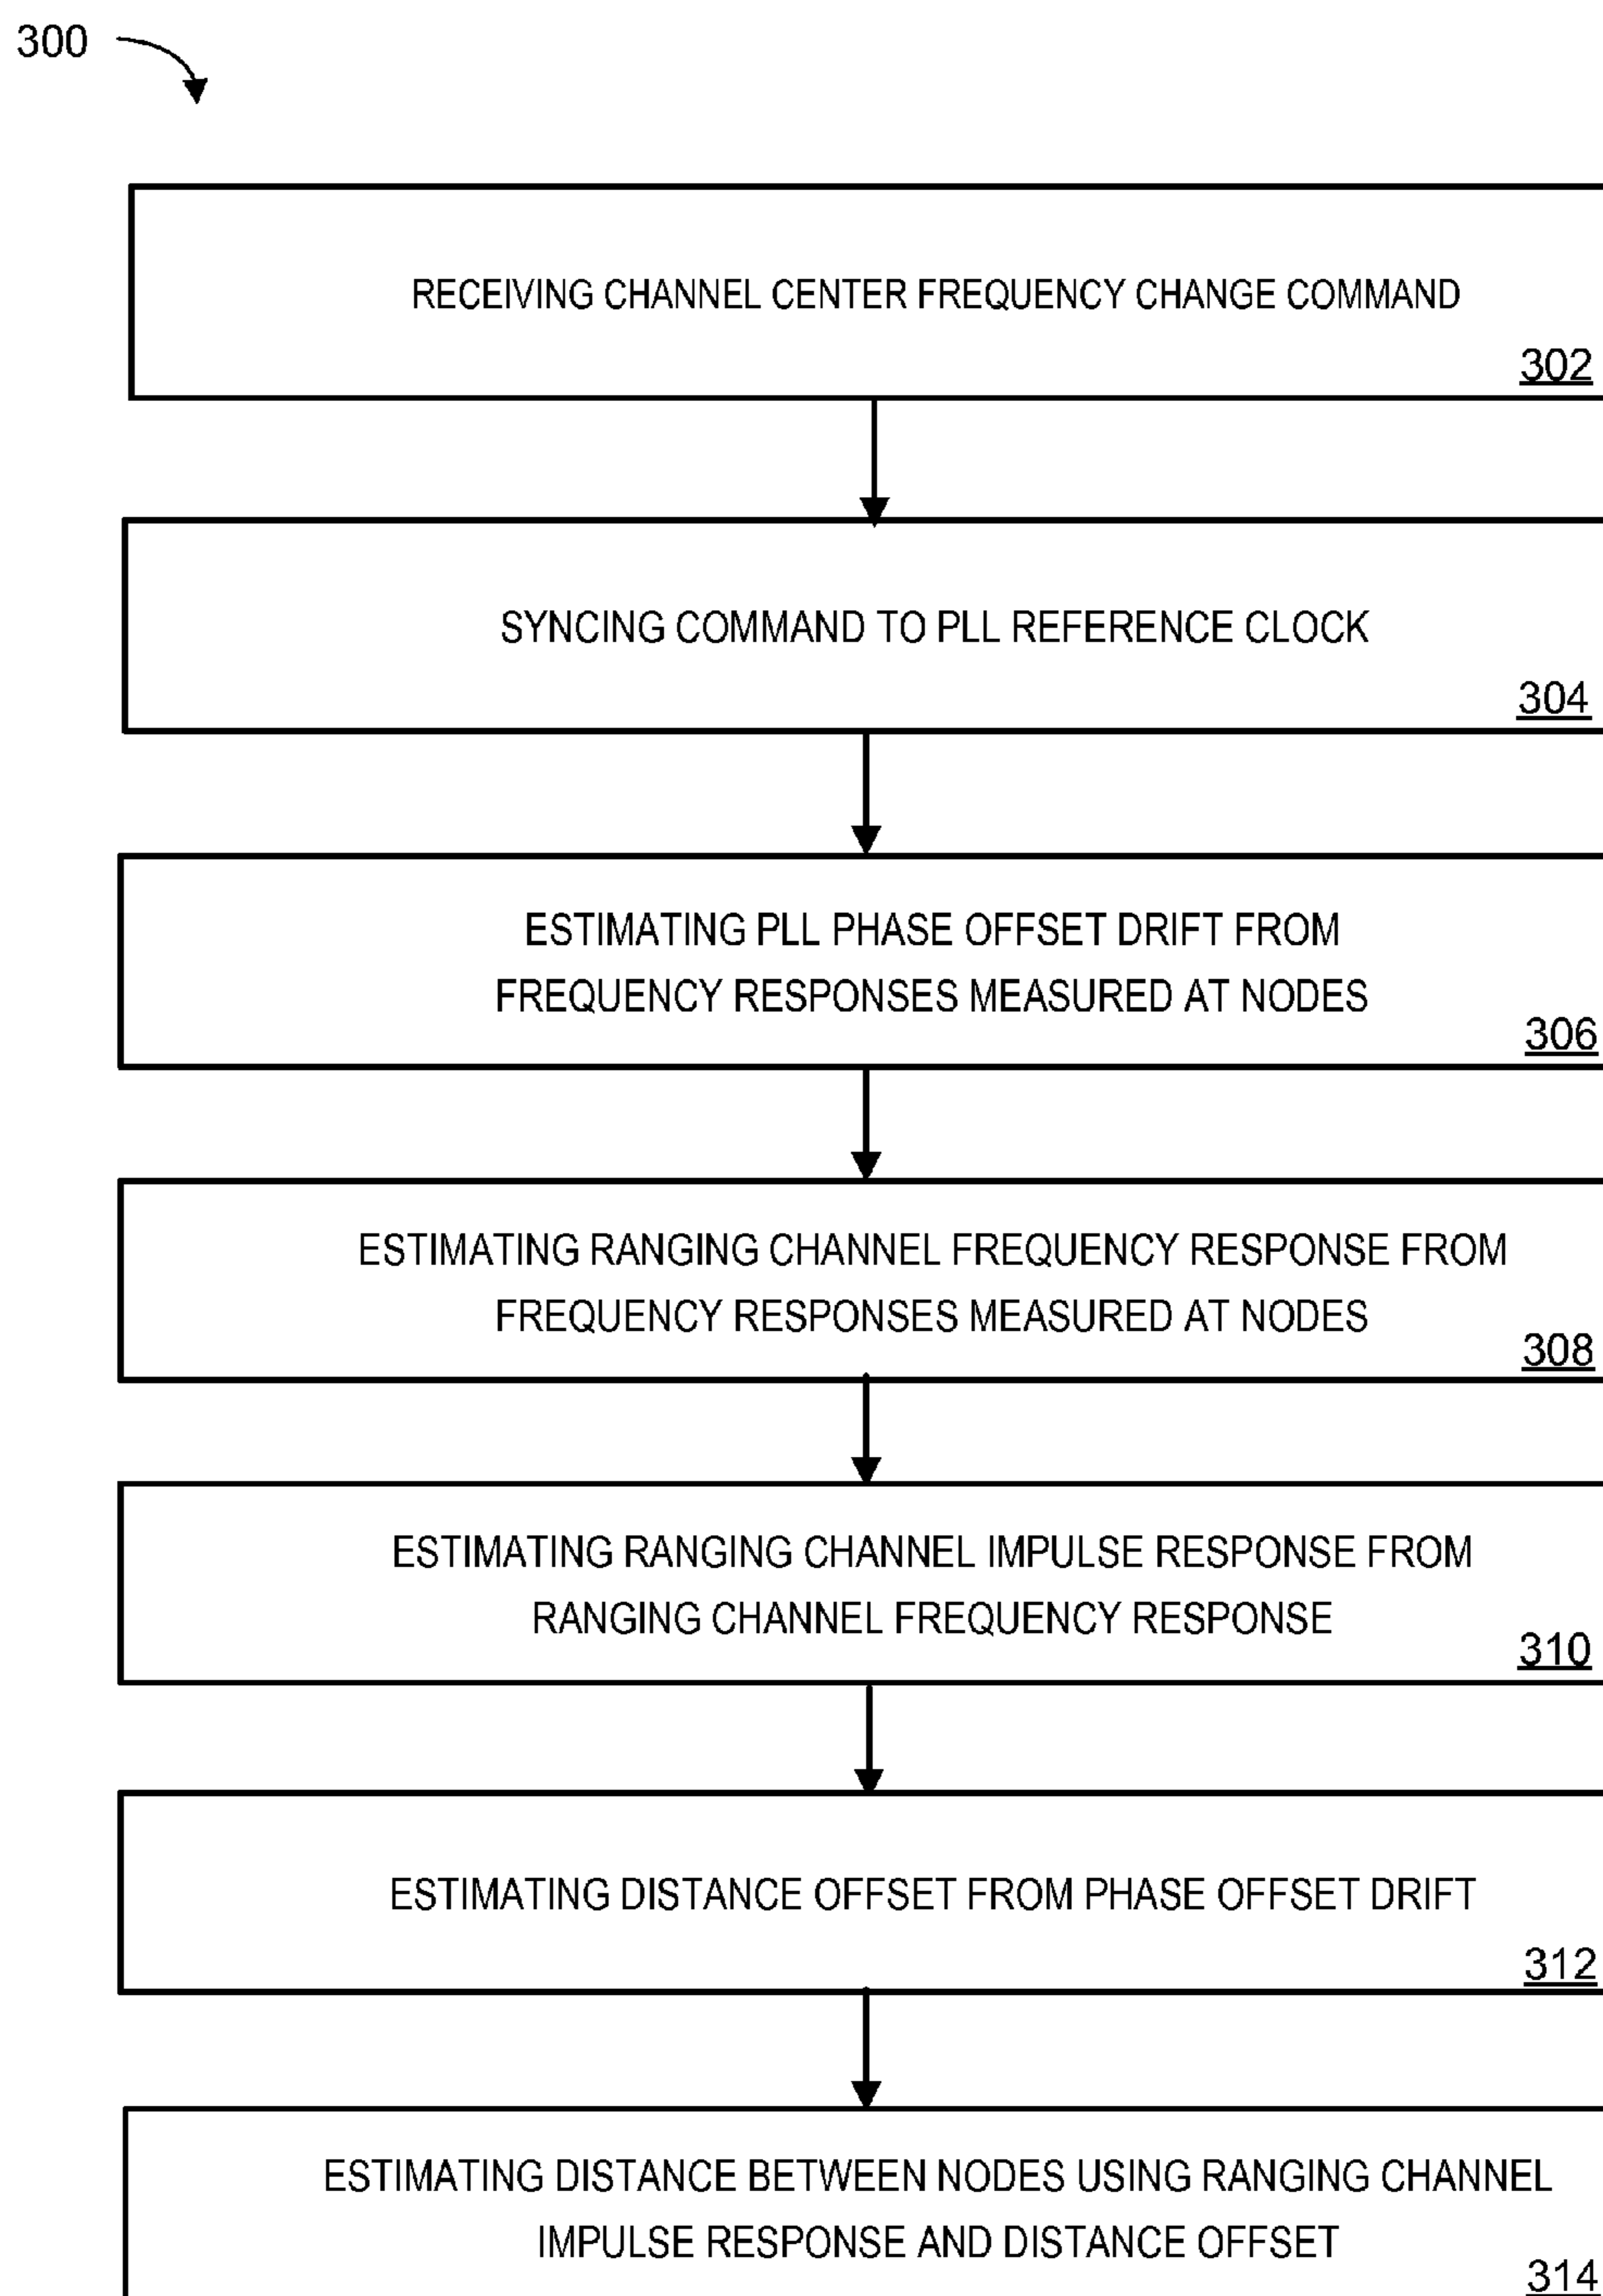 300
RECEIVING CHANNEL CENTER FREQUENCY CHANGE COMMAND
302
SYNCING COMMAND TO PLL REFERENCE CLOCK
304
ESTIMATING PLL PHASE OFFSET DRIFT FROM
FREQUENCY RESPONSES MEASURED AT NODES
306
ESTIMATING RANGING CHANNEL FREQUENCY RESPONSE FROM
FREQUENCY RESPONSES MEASURED AT NODES
308
ESTIMATING RANGING CHANNEL IMPULSE RESPONSE FROM
RANGING CHANNEL FREQUENCY RESPONSE
310
ESTIMATING DISTANCE OFFSET FROM PHASE OFFSET DRIFT
312
ESTIMATING DISTANCE BETWEEN NODES USING RANGING CHANNEL
IMPULSE RESPONSE AND DISTANCE OFFSET
314